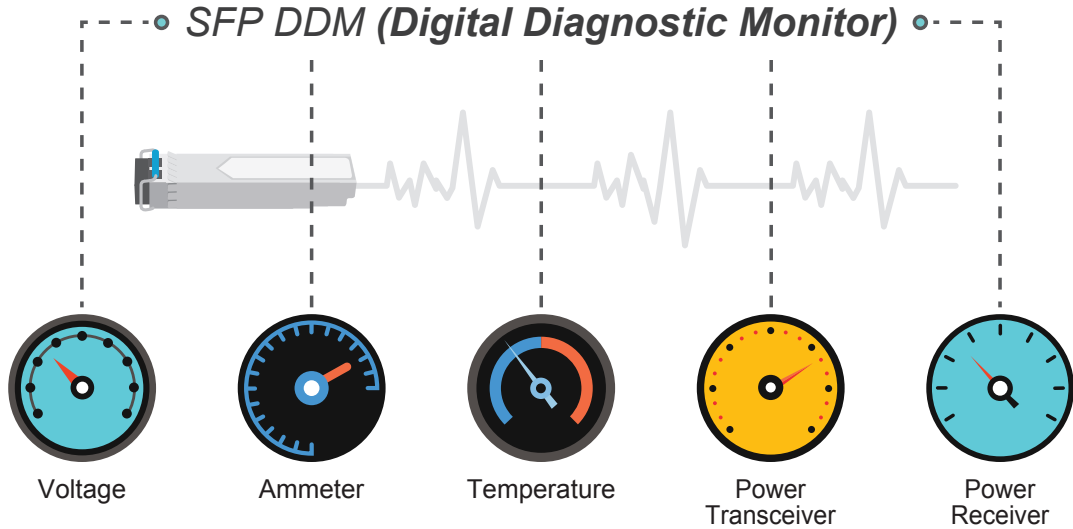 SFP DDM (Digital Diagnostic Monitor)
Voltage
Ammeter
Temperature
Power
Transceiver
Power
Receiver